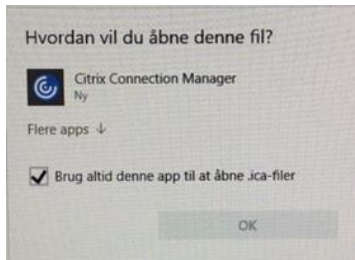 Hvordan vil du åbne denne fil?
Citrix Connection Manager
Ny
Flere apps ↓
Brug altid denne app til at åbne .ica-filer
OK